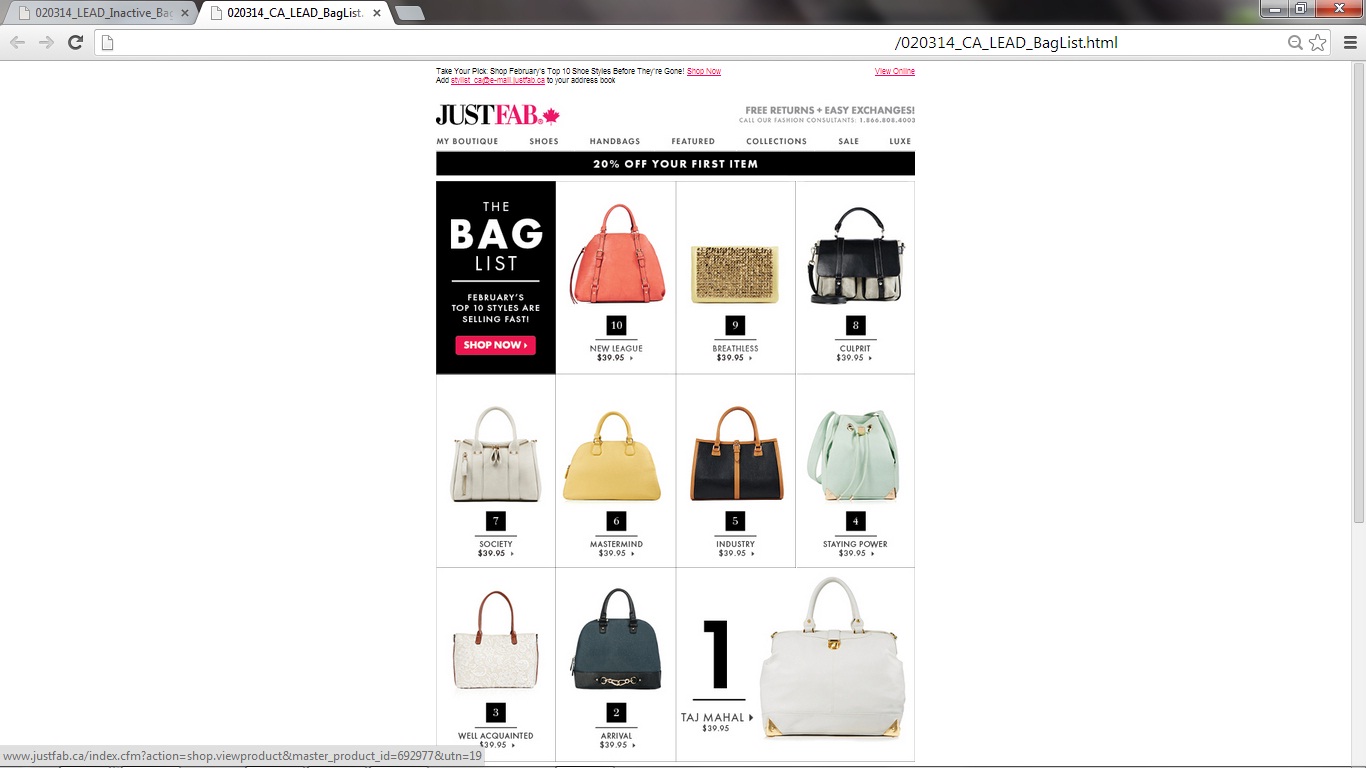 020314_LEAD_Inactive_Bag
020314_CA_LEAD_BagList.
/020314_CA_LEAD_BagList.html
Take Your Pick: Shop February's Top 10 Shoe Styles Before They're Gone! Shop Now
View Online
Add stylist_ca@e-mail.justfab.ca to your address book
JUSTFAB®
FREE RETURNS + EASY EXCHANGES!
CALL OUR FASHION CONSULTANTS: 1.866.808.4003
MY BOUTIQUE SHOES HANDBAGS FEATURED COLLECTIONS SALE LUXE
20% OFF YOUR FIRST ITEM
THE
BAG
LIST
FEBRUARY'S
TOP 10 STYLES ARE
SELLING FAST!
SHOP NOW ›
10
NEW LEAGUE
$39.95
9
BREATHLESS
$39.95
8
CULPRIT
$39.95
7
SOCIETY
$39.95
6
MASTERMIND
$39.95
5
INDUSTRY
$39.95
4
STAYING POWER
$39.95
3
WELL ACQUAINTED
$39.95
2
ARRIVAL
$39.95
1
TAJ MAHAL
$39.95
www.justfab.ca/index.cfm?action=shop.viewproduct&master_product_id=692977&utn=19